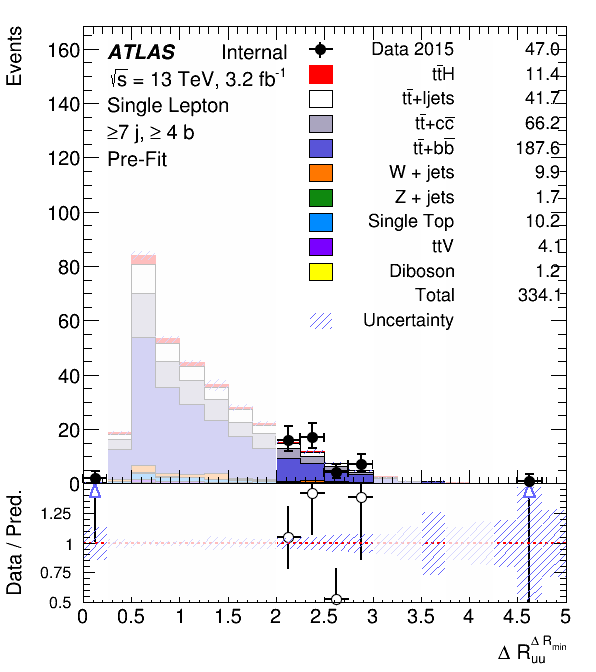 Events
160
140
120
100
80
60
40
20
0
ATLAS Internal
√s = 13 TeV, 3.2 fb⁻¹
Single Lepton
≥7 j, ≥ 4 b
Pre-Fit
Data 2015 47.0
tt̄H 11.4
tt̄+ljets 41.7
tt̄+cc̄ 66.2
tt̄+bb̄ 187.6
W + jets 9.9
Z + jets 1.7
Single Top 10.2
ttV 4.1
Diboson 1.2
Total 334.1
Uncertainty
Data / Pred.
1.25
1
0.75
0.5
0 0.5 1 1.5 2 2.5 3 3.5 4 4.5 5
Δ R_uu^Δ R_min